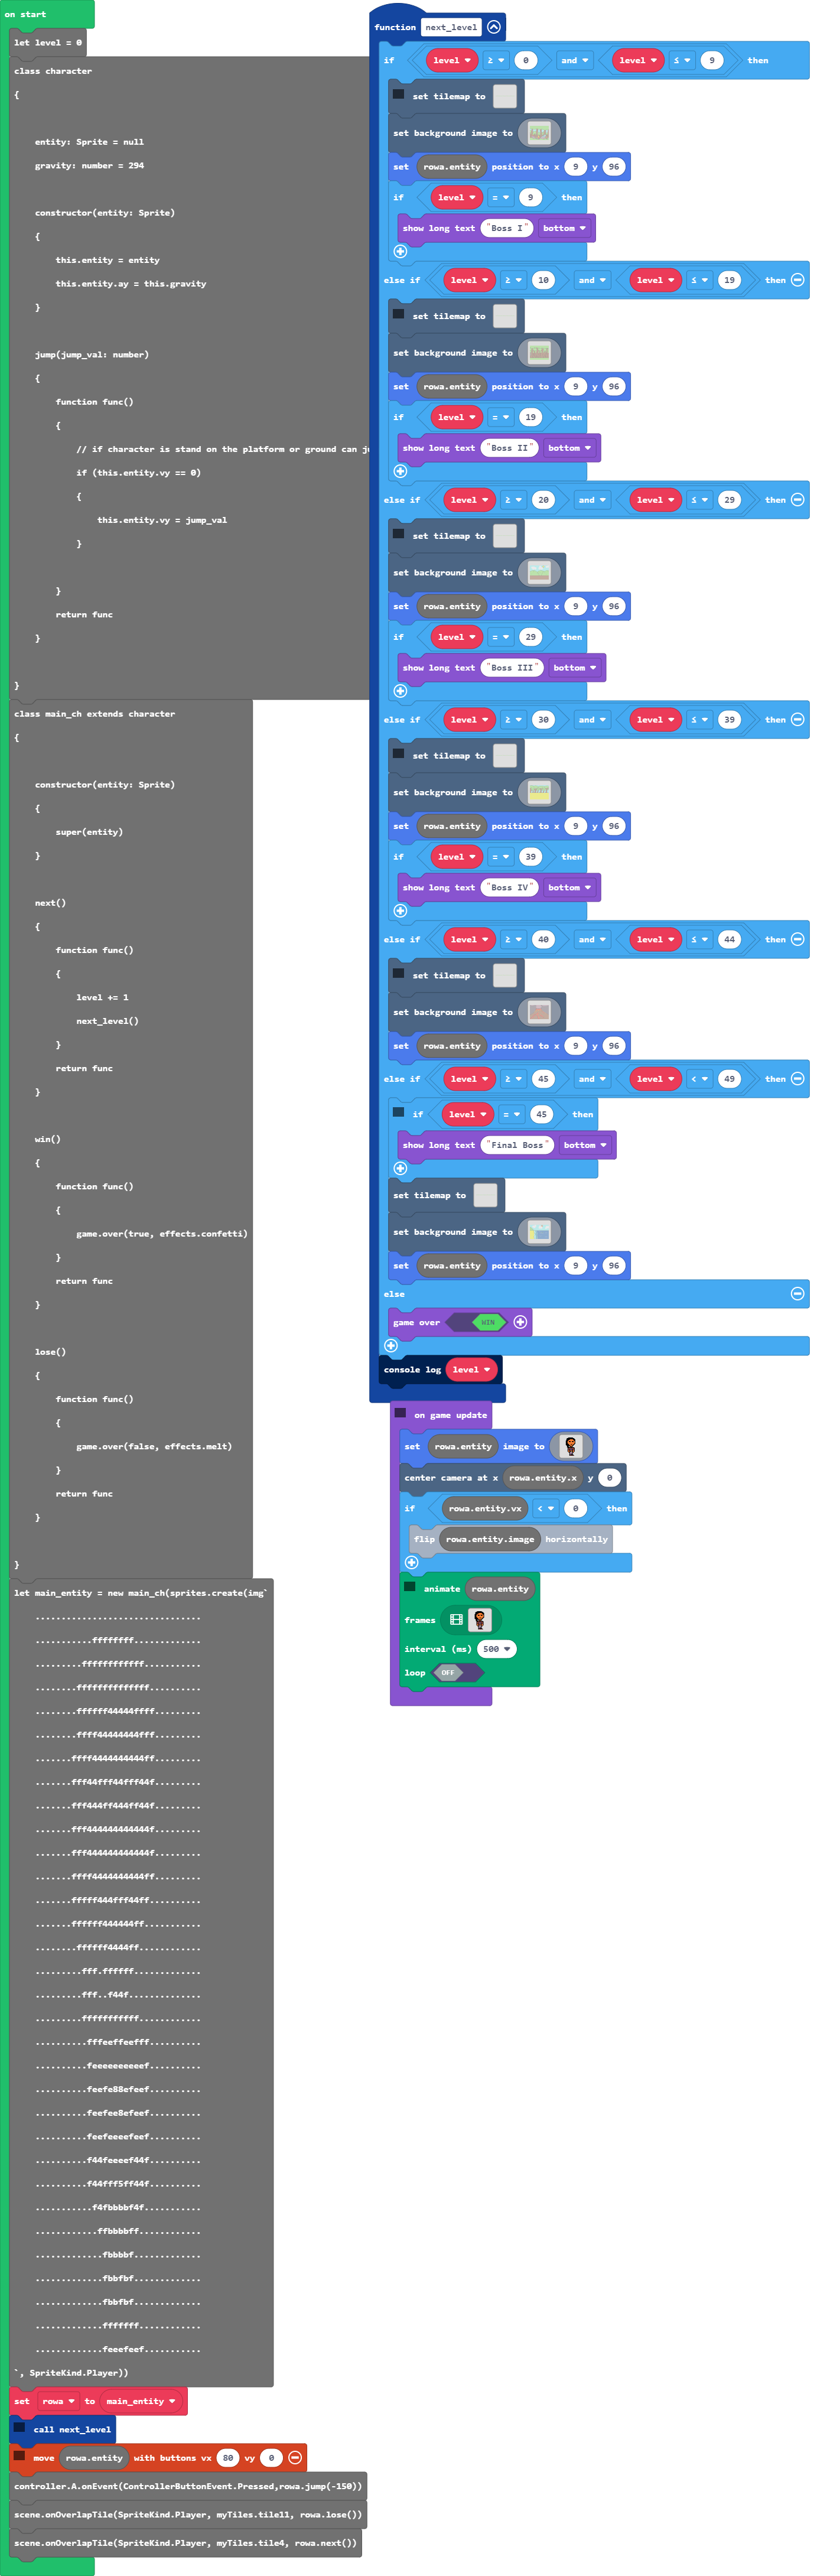 on start
let level = 0
class character
{
entity: Sprite = null
gravity: number = 294
constructor(entity: Sprite)
{
this.entity = entity
this.entity.ay = this.gravity
}
jump(jump_val: number)
{
function func()
{
// if character is stand on the platform or ground can
if (this.entity.vy == 0)
{
this.entity.vy = jump_val
}
}
return func
}
}
class main_ch extends character
{
constructor(entity: Sprite)
{
super(entity)
}
next()
{
function func()
{
level += 1
next_level()
}
return func
}
win()
{
function func()
{
game.over(true, effects.confetti)
}
return func
}
lose()
{
function func()
{
game.over(false, effects.melt)
}
return func
}
}
let main_entity = new main_ch(sprites.create(img`
................................
...........ffffffff.............
.........ffffffffffff...........
........ffffffffffffff..........
........ffffff44444ffff.........
.......ffff44444444fff..........
.......ffff4444444444ff.........
.......fff44fff44fff44f.........
.......fff444ff444ff44f.........
.......fff444444444444f.........
.......fff444444444444f.........
.......ffff4444444444ff.........
.......fffff444fff44ff..........
.......ffffff444444ff...........
........ffffff4444ff............
.........fff.ffffff.............
.........fff..f44f..............
.........fffffffffff............
..........fffeeffeefff..........
..........feeeeeeeeeef..........
..........feefe88efeef..........
..........feefee8efeef..........
..........feefeeeefeef..........
..........f44feeeef44f..........
..........f44fff5ff44f..........
...........f4fbbbbf4f...........
............ffbbbbff............
.............fbbbbf.............
.............fbbfbf.............
.............fbbfbf.............
.............fffffff............
.............feeefeef...........
`, SpriteKind.Player))
set rowa to main_entity
call next_level
move rowa.entity with buttons vx 80 vy 0
controller.A.onEvent(ControllerButtonEvent.Pressed,rowa.jump(-150))
scene.onOverlapTile(SpriteKind.Player, myTiles.tile11, rowa.lose())
scene.onOverlapTile(SpriteKind.Player, myTiles.tile4, rowa.next())
function next_level
if level ≥ 0 and level ≤ 9 then
set tilemap to
set background image to
set rowa.entity position to x 9 y 96
if level = 9 then
show long text "Boss I" bottom
else if level ≥ 10 and level ≤ 19 then
set tilemap to
set background image to
set rowa.entity position to x 9 y 96
if level = 19 then
show long text "Boss II" bottom
else if level ≥ 20 and level ≤ 29 then
set tilemap to
set background image to
set rowa.entity position to x 9 y 96
if level = 29 then
show long text "Boss III" bottom
else if level ≥ 30 and level ≤ 39 then
set tilemap to
set background image to
set rowa.entity position to x 9 y 96
if level = 39 then
show long text "Boss IV" bottom
else if level ≥ 40 and level ≤ 44 then
set tilemap to
set background image to
set rowa.entity position to x 9 y 96
else if level ≥ 45 and level < 49 then
if level = 45 then
show long text "Final Boss" bottom
set tilemap to
set background image to
set rowa.entity position to x 9 y 96
else
game over WIN
console log level
on game update
set rowa.entity image to
center camera at x rowa.entity.x y 0
if rowa.entity.vx < 0 then
flip rowa.entity.image horizontally
animate rowa.entity
frames
interval (ms) 500
loop OFF